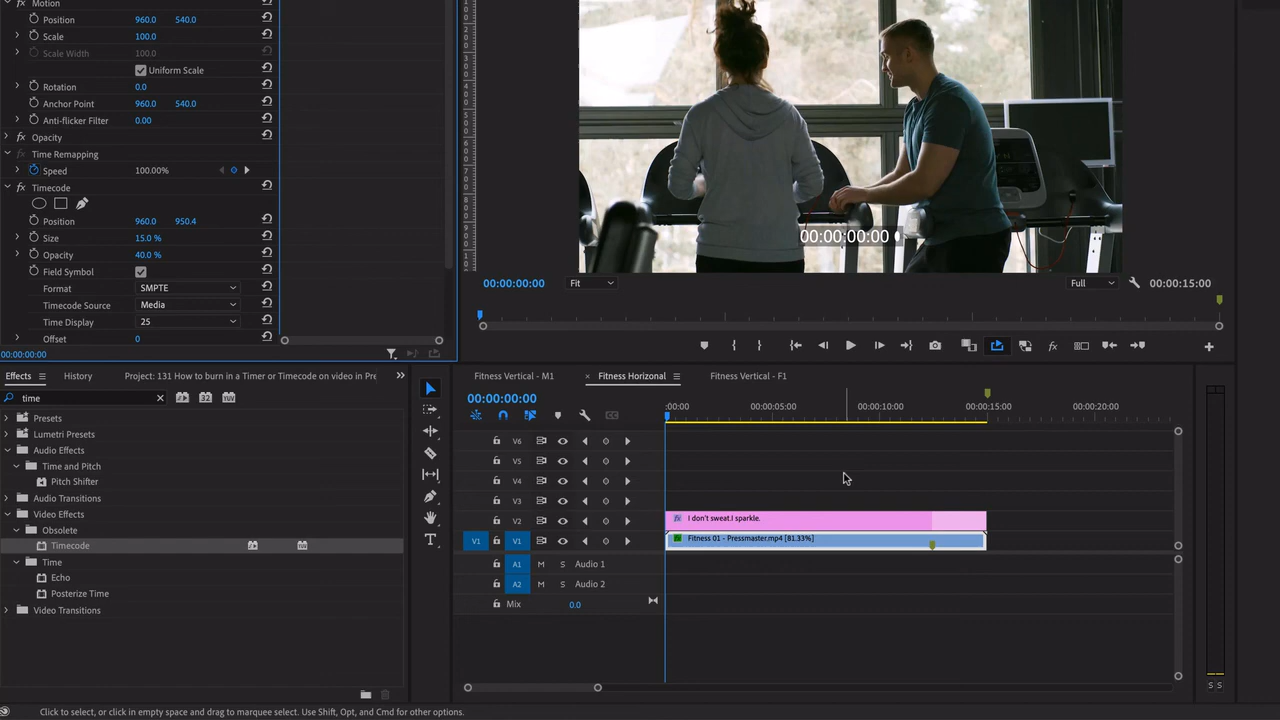 Motion
Position 960.0 540.0
Scale 100.0
Scale Width 100.0
Uniform Scale
Rotation 0.0
Anchor Point 960.0 540.0
Anti-flicker Filter 0.00
Opacity
Time Remapping
Speed 100.00%
Timecode
Position 960.0 950.4
Size 15.0 %
Opacity 40.0 %
Field Symbol
Format SMPTE
Timecode Source Media
Time Display 25
Offset 0
00:00:00:00
00:00:00:00
00:00:00:00 Fit Full 00:00:15:00
Effects History Project: 131 How to burn in a Timer or Timecode on video in Pre
time
Presets
Lumetri Presets
Audio Effects
Time and Pitch
Pitch Shifter
Audio Transitions
Video Effects
Obsolete
Timecode
Time
Echo
Posterize Time
Video Transitions
Fitness Vertical - M1 × Fitness Horizonal Fitness Vertical - F1
00:00:00:00
:00:00 00:00:05:00 00:00:10:00 00:00:15:00 00:00:20:00
V6
V5
V4
V3
V2 I don't sweat.I sparkle.
V1 V1 Fitness 01 - Pressmaster.mp4 [81.33%]
A1 M S Audio 1
A2 M S Audio 2
Mix 0.0
S S
Click to select, or click in empty space and drag to marquee select. Use Shift, Opt, and Cmd for other options.